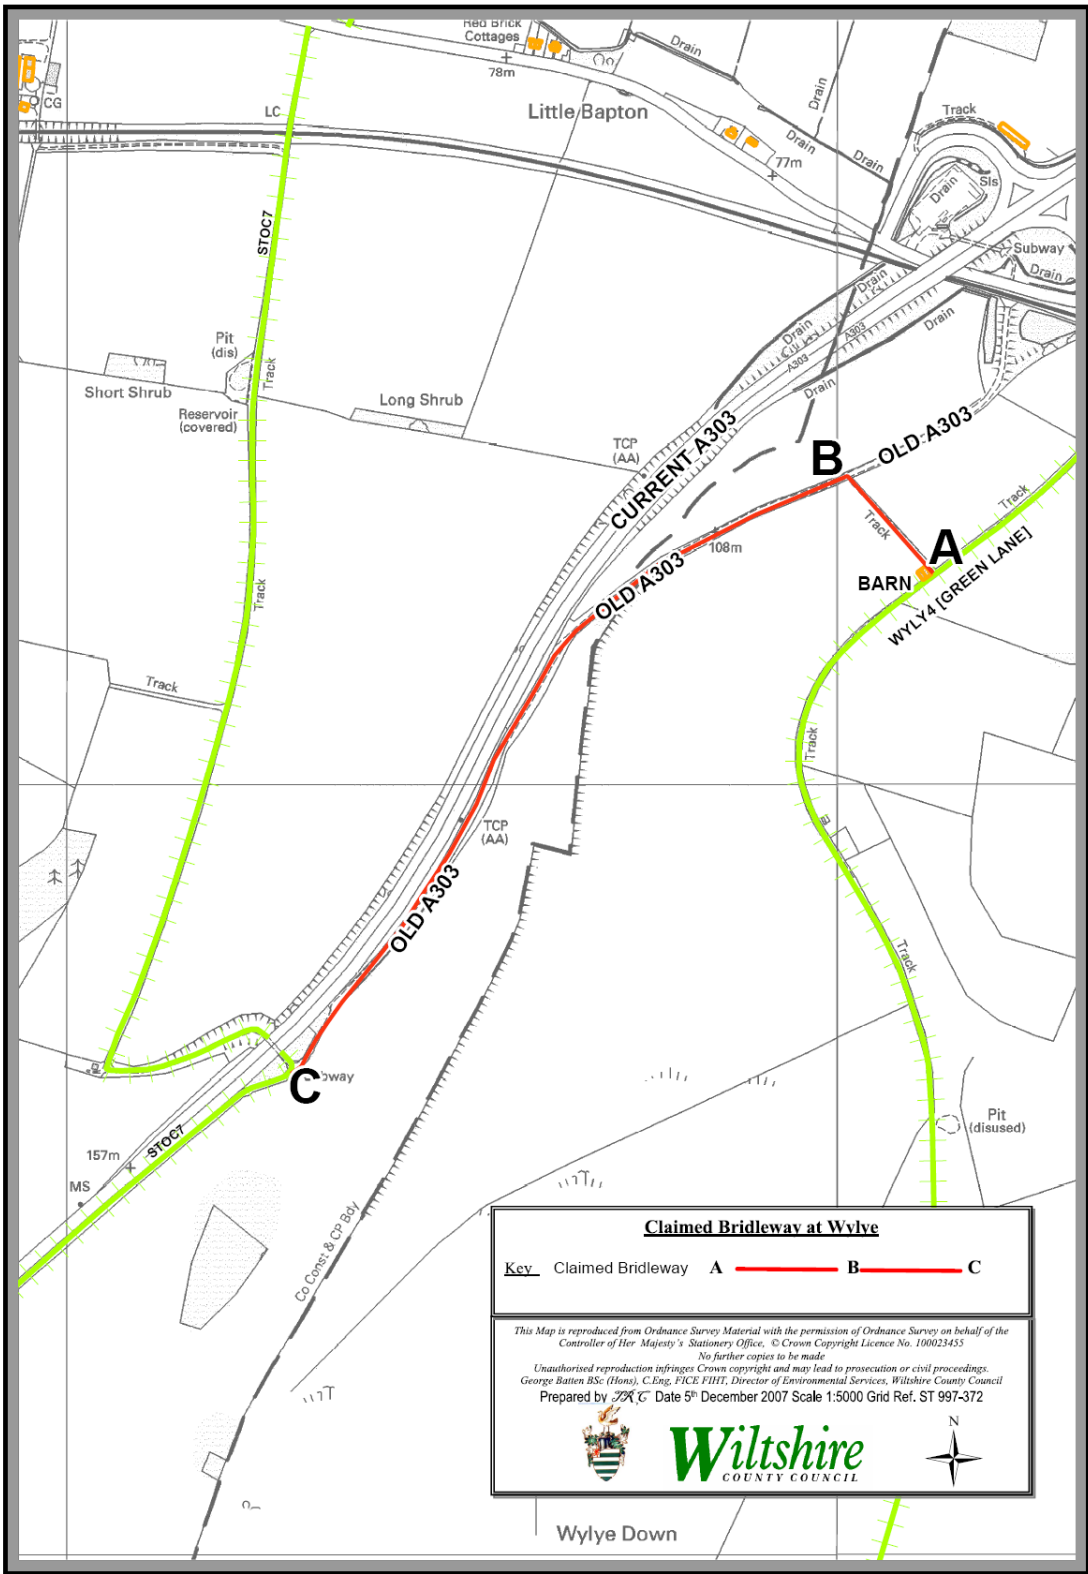 Red Brick
Cottages
78m
Drain
Drain
Little Bapton
CG
LC
Track
Drain
Drain
77m
Drain
Sls
STOC7
Subway
Drain
Drain
Drain
A303
A303
Drain
Drain
Pit
(dis)
Track
Short Shrub
Reservoir
(covered)
Long Shrub
TCP
(AA)
CURRENT A303
OLD A303
B
Track
Track
A
108m
BARN
WYLY4 [GREEN LANE]
OLD A303
Track
Track
Track
TCP
(AA)
OLD A303
Track
C
STOC7
157m
MS
Pit
(disused)
Co Const & CP Bdy
Claimed Bridleway at Wylye
Key Claimed Bridleway A B C
This Map is reproduced from Ordnance Survey Material with the permission of Ordnance Survey on behalf of the
Controller of Her Majesty's Stationery Office, © Crown Copyright Licence No. 100023455
No further copies to be made
Unauthorised reproduction infringes Crown copyright and may lead to prosecution or civil proceedings.
George Batten BSc (Hons), C.Eng, FICE FIHT, Director of Environmental Services, Wiltshire County Council
Prepared by Date 5th December 2007 Scale 1:5000 Grid Ref. ST 997-372
N
Wiltshire
COUNTY COUNCIL
Wylye Down